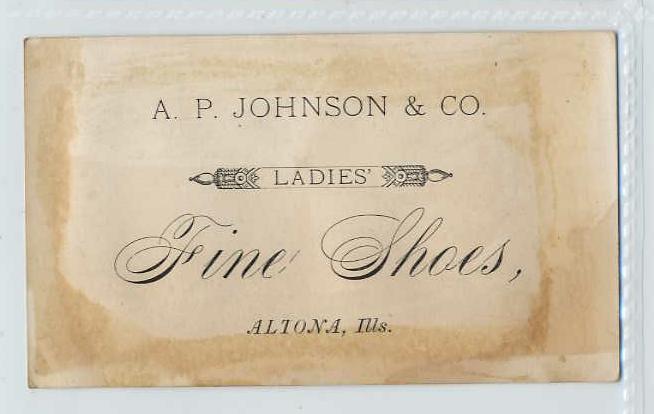 A. P. JOHNSON & CO.
LADIES'
Fine Shoes,
ALTONA, Ills.